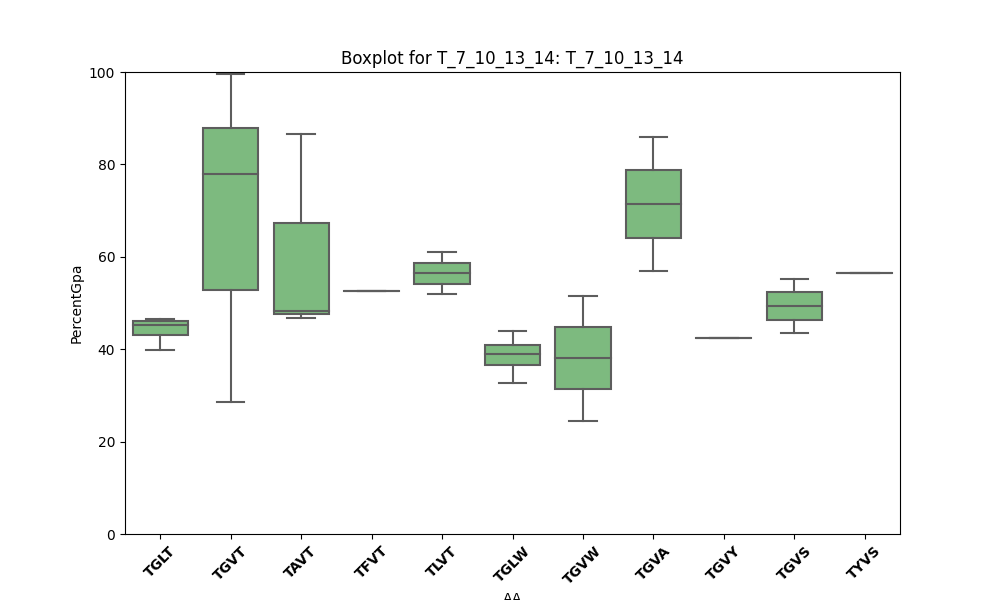 Boxplot for T_7_10_13_14: T_7_10_13_14
PercentGpa
100
80
60
40
20
0
TGLT TGVT TAVT TFVT TLVT TGLW TGVW TGVA TGVY TGVS TYVS
AA